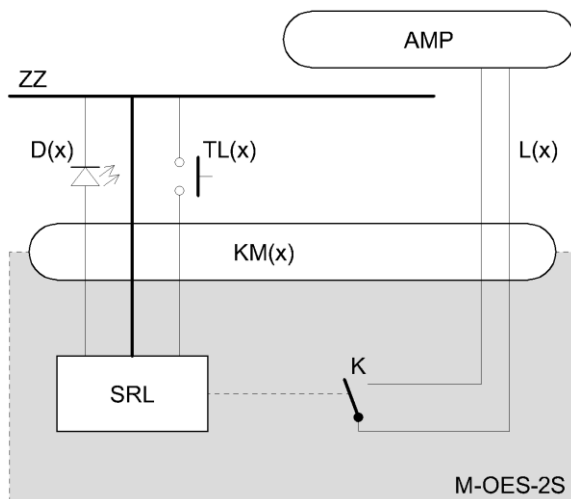 AMP
ZZ
D(x)
TL(x)
L(x)
KM(x)
K
SRL
M-OES-2S